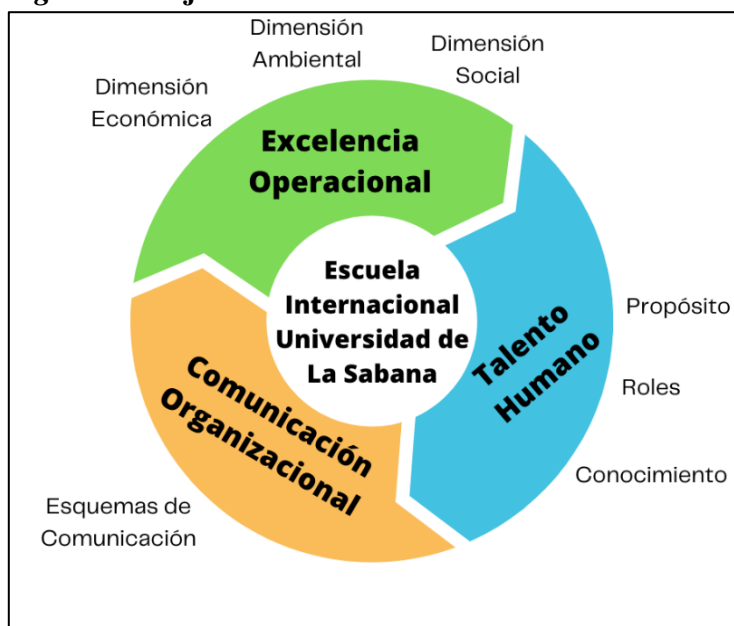 Dimensión
Ambiental
Dimensión
Social
Dimensión
Económica
Excelencia
Operacional
Escuela
Internacional
Universidad de
La Sabana
Talento
Humano
Propósito
Roles
Conocimiento
Comunicación
Organizacional
Esquemas de
Comunicación